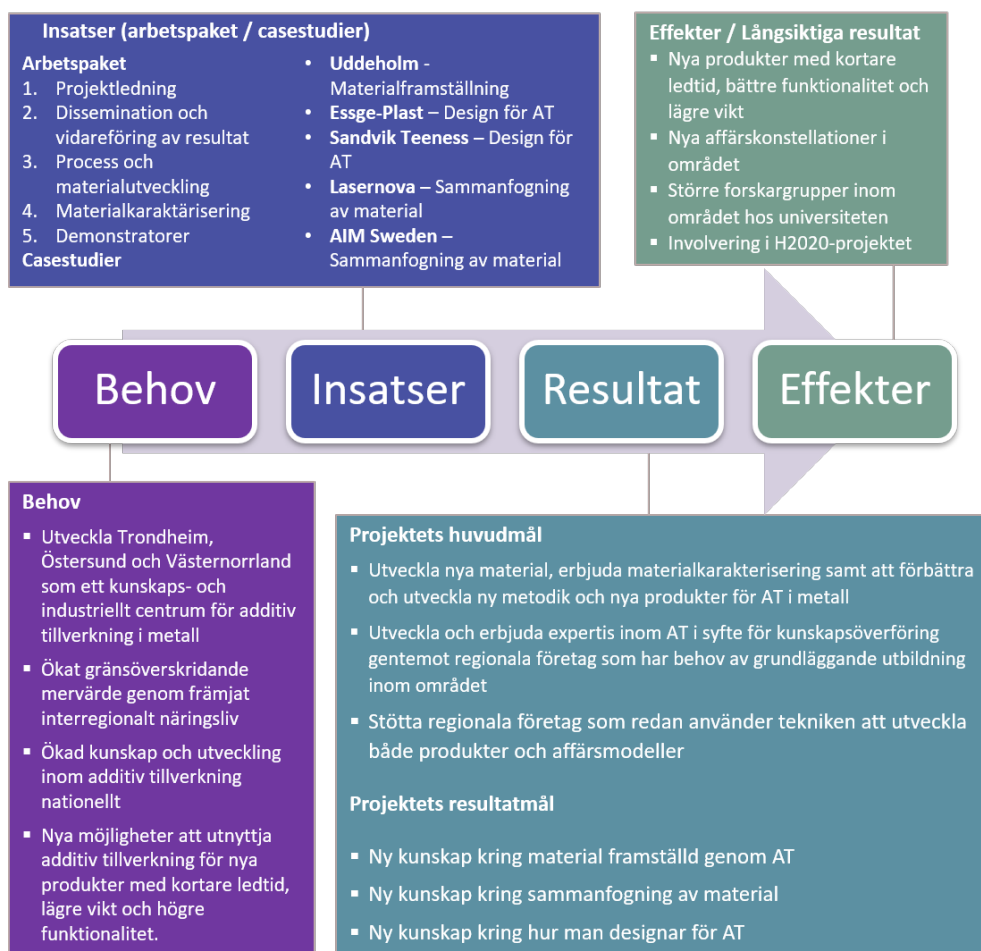 Insatser (arbetspaket / casestudier)
Arbetspaket
1. Projektledning
2. Dissemination och
vidareföring av resultat
3. Process och
materialutveckling
4. Materialkaraktärisering
5. Demonstratorer
Casestudier
• Uddeholm -
Materialframställning
• Essge-Plast – Design för AT
• Sandvik Teeness – Design för
AT
• Lasernova – Sammanfogning
av material
• AIM Sweden –
Sammanfogning av material
Effekter / Långsiktiga resultat
▪ Nya produkter med kortare
ledtid, bättre funktionalitet och
lägre vikt
▪ Nya affärskonstellationer i
området
▪ Större forskargrupper inom
området hos universiteten
▪ Involvering i H2020-projektet
Behov
Insatser
Resultat
Effekter
Behov
▪ Utveckla Trondheim,
Östersund och Västernorrland
som ett kunskaps- och
industriellt centrum för additiv
tillverkning i metall
▪ Ökat gränsöverskridande
mervärde genom främjat
interregionalt näringsliv
▪ Ökad kunskap och utveckling
inom additiv tillverkning
nationellt
▪ Nya möjligheter att utnyttja
additiv tillverkning för nya
produkter med kortare ledtid,
lägre vikt och högre
funktionalitet.
Projektets huvudmål
▪ Utveckla nya material, erbjuda materialkarakterisering samt att förbättra
och utveckla ny metodik och nya produkter för AT i metall
▪ Utveckla och erbjuda expertis inom AT i syfte för kunskapsöverföring
gentemot regionala företag som har behov av grundläggande utbildning
inom området
▪ Stötta regionala företag som redan använder tekniken att utveckla
både produkter och affärsmodeller
Projektets resultatmål
▪ Ny kunskap kring material framställd genom AT
▪ Ny kunskap kring sammanfogning av material
▪ Ny kunskap kring hur man designar för AT